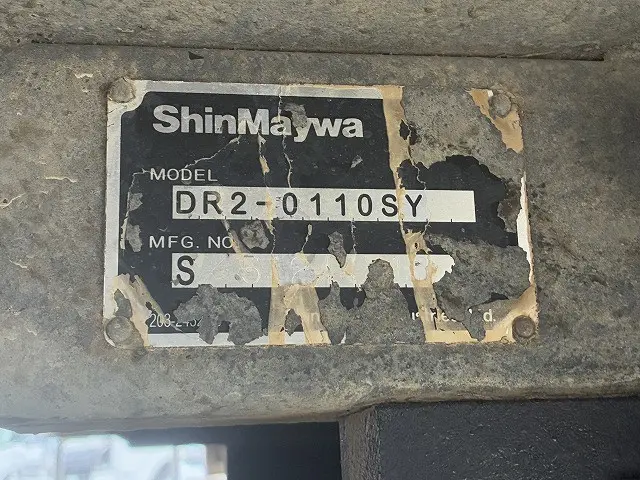 ShinMaywa
MODEL
DR2-0110SY
MFG. NO
S